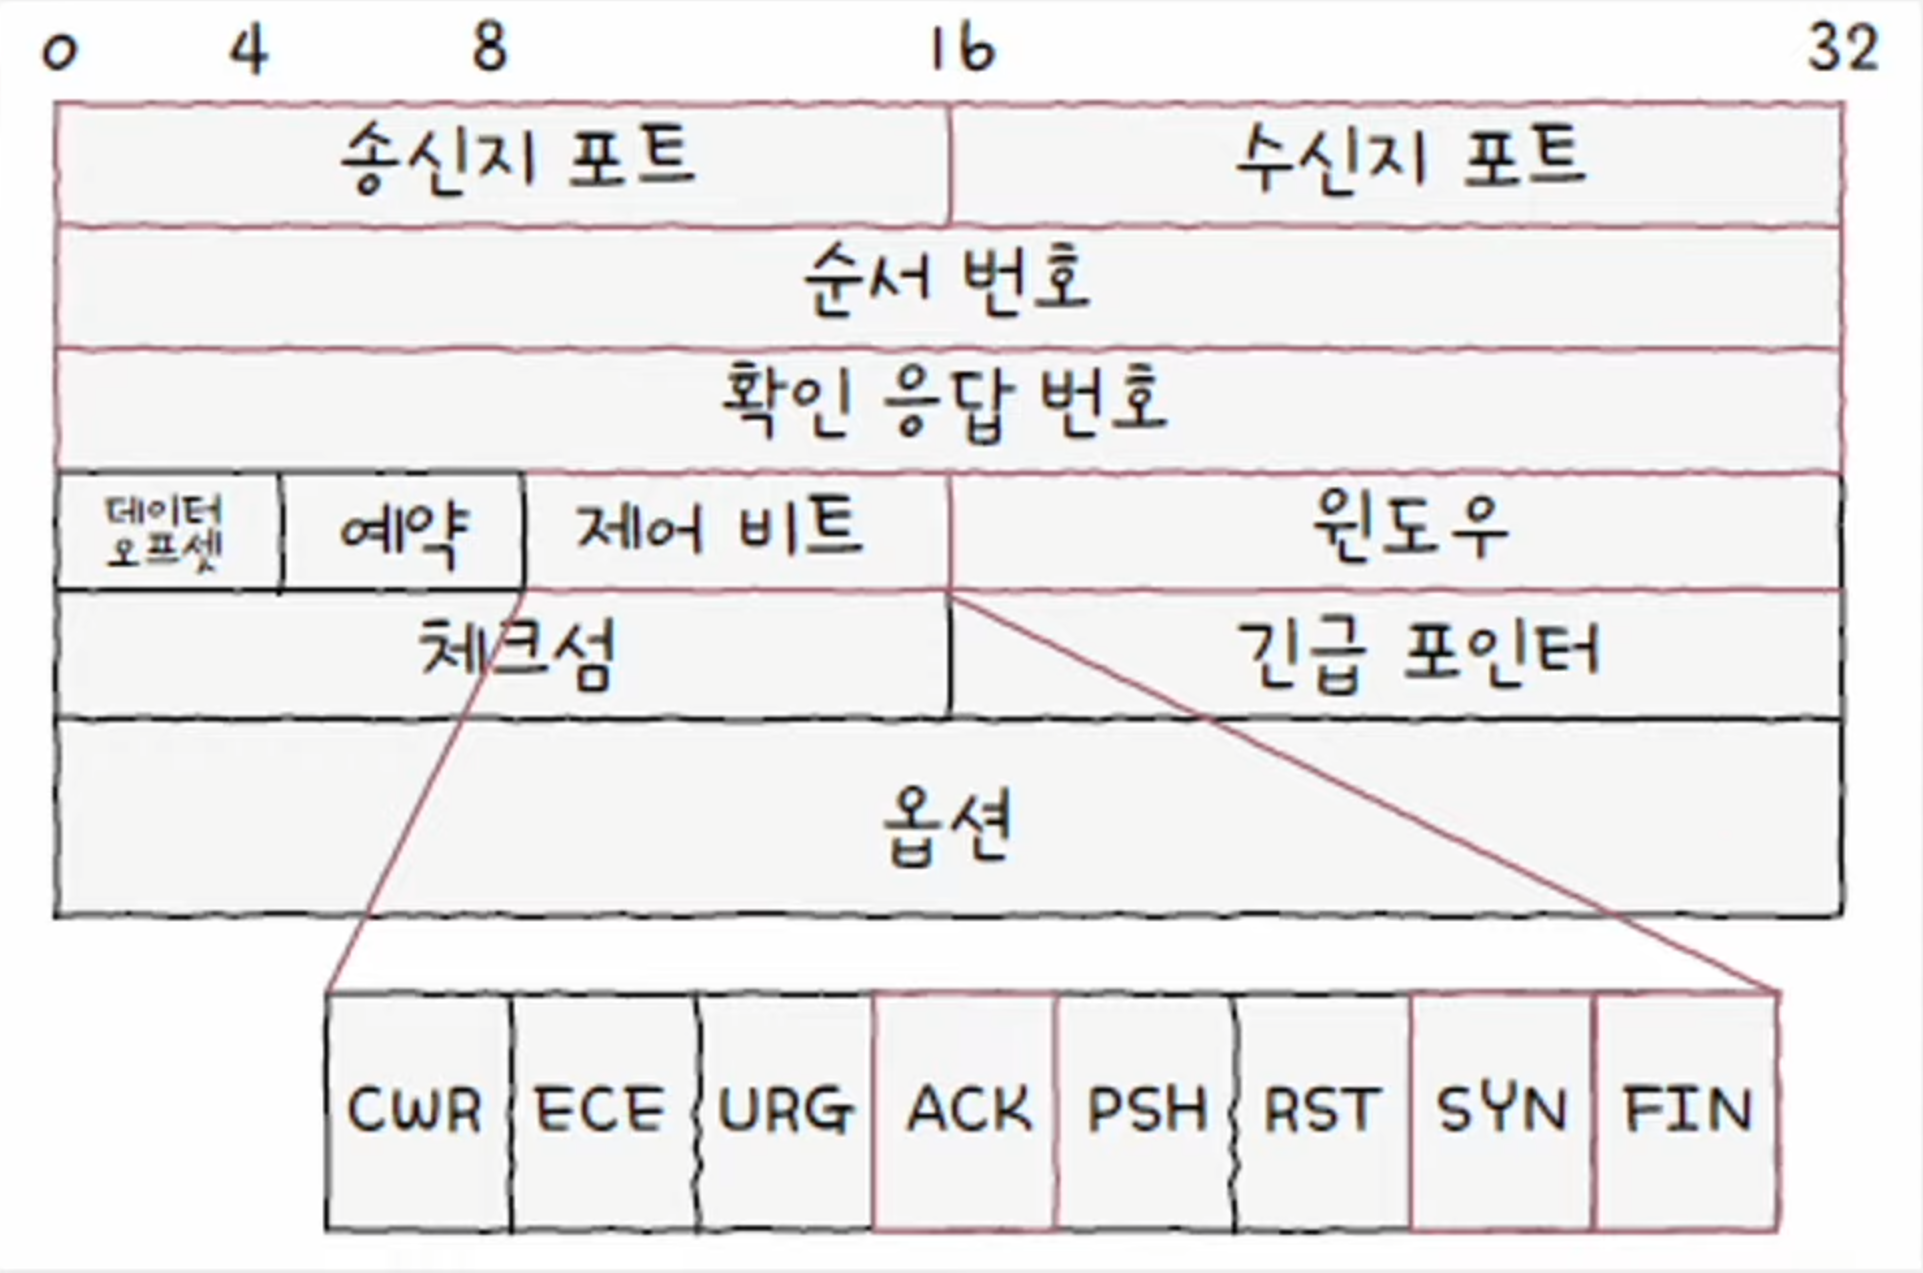 0 4 8 16 32
송신지 포트 수신지 포트
순서 번호
확인 응답 번호
데이터
오프셋
예약 제어 비트 윈도우
체크섬 긴급 포인터
옵션
CWR ECE URG ACK PSH RST SYN FIN